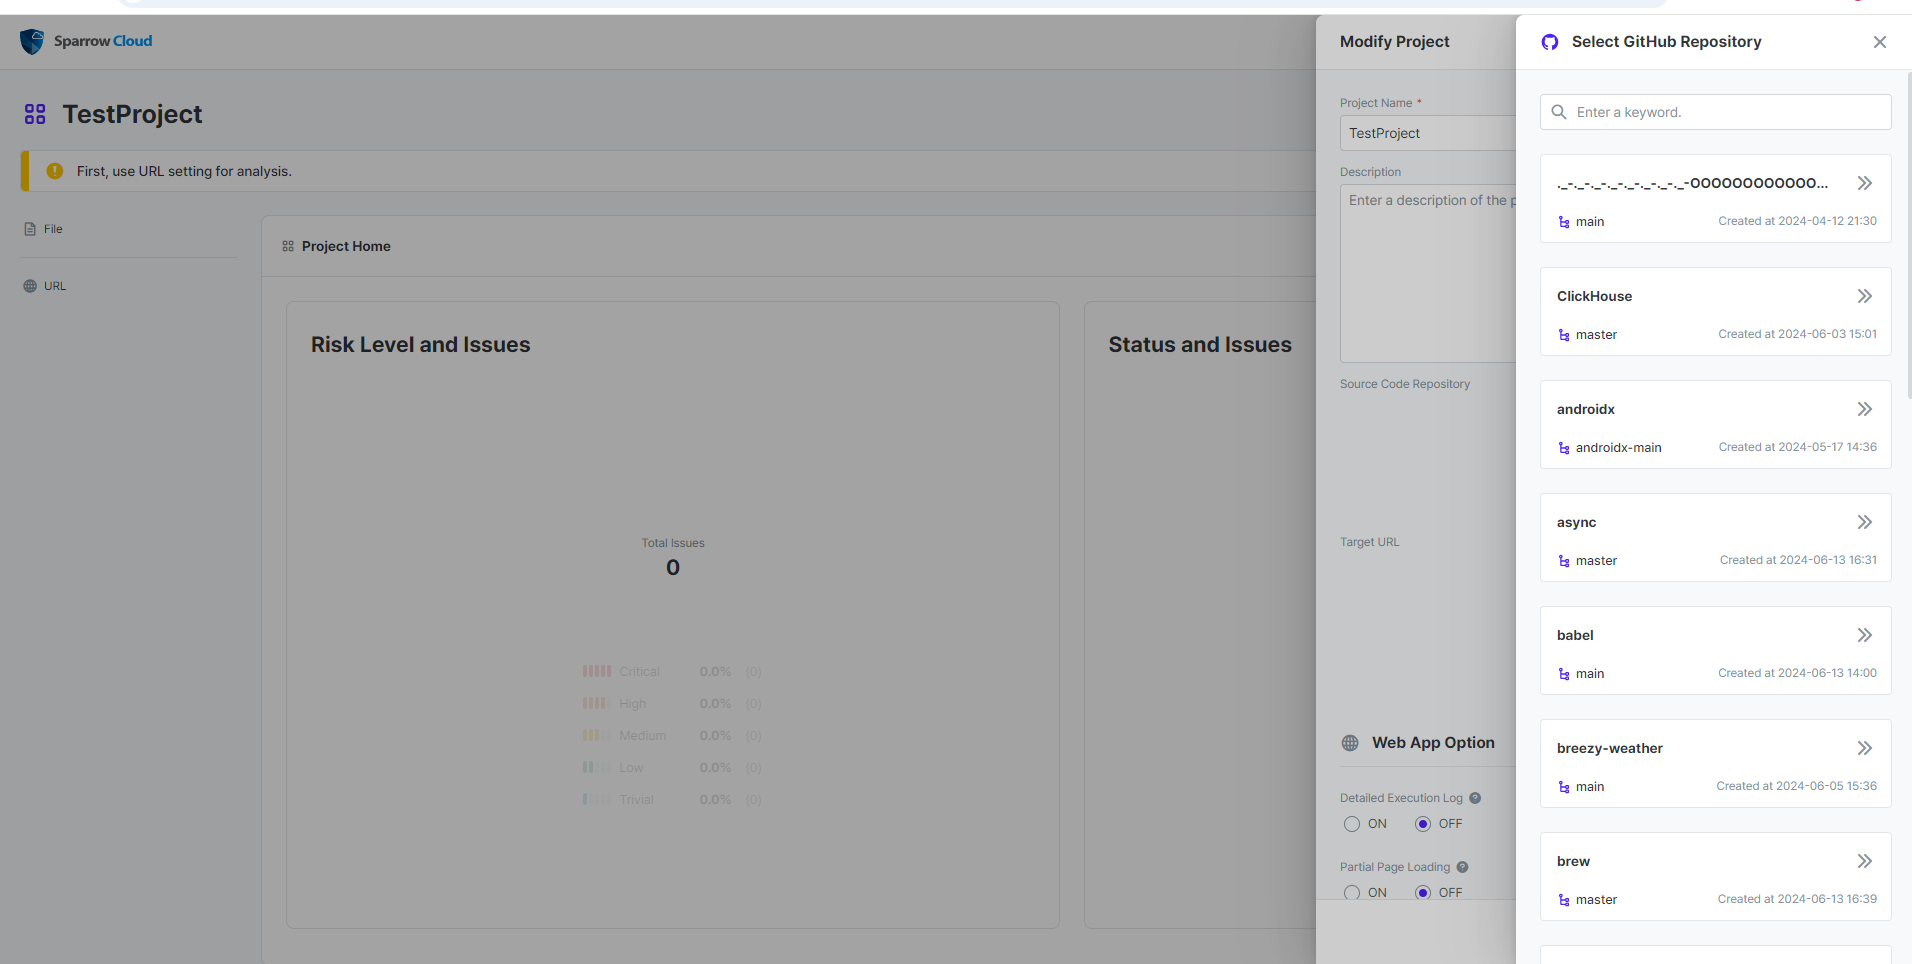 Sparrow Cloud
TestProject
First, use URL setting for analysis.
File
URL
Project Home
Risk Level and Issues
Total Issues
0
Critical 0.0% (0)
High 0.0% (0)
Medium 0.0% (0)
Low 0.0% (0)
Trivial 0.0% (0)
Status and Issues
Modify Project
Project Name *
TestProject
Description
Enter a description of the p
Source Code Repository
Target URL
Web App Option
Detailed Execution Log ?
ON OFF
Partial Page Loading ?
ON OFF
Select GitHub Repository
Enter a keyword.
._-._-._-._-._-._-._-._-OOOOOOOOOOOO...
main Created at 2024-04-12 21:30
ClickHouse
master Created at 2024-06-03 15:01
androidx
androidx-main Created at 2024-05-17 14:36
async
master Created at 2024-06-13 16:31
babel
main Created at 2024-06-13 14:00
breezy-weather
main Created at 2024-06-05 15:36
brew
master Created at 2024-06-13 16:39